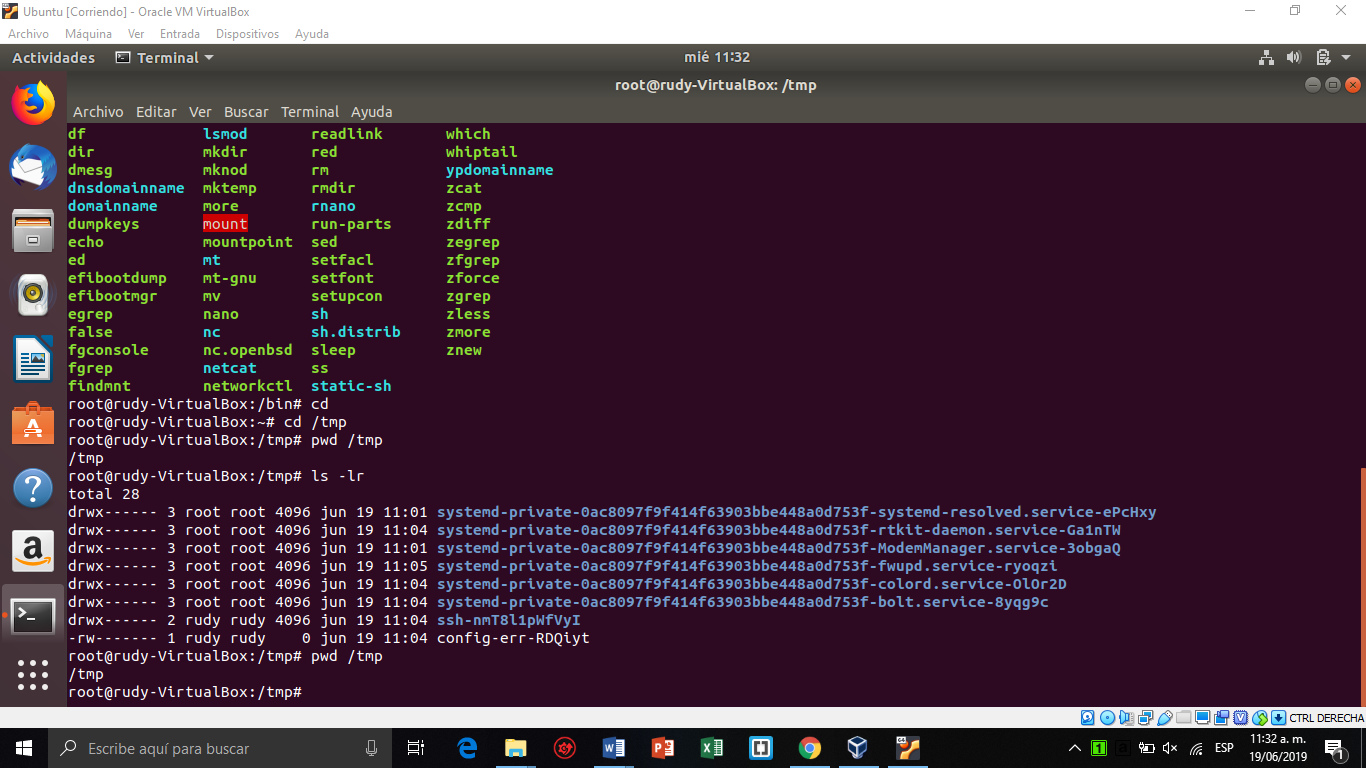 Ubuntu [Corriendo] - Oracle VM VirtualBox
Archivo Máquina Ver Entrada Dispositivos Ayuda
Actividades Terminal mié 11:32
root@rudy-VirtualBox: /tmp
Archivo Editar Ver Buscar Terminal Ayuda
df lsmod readlink which
dir mkdir red whiptail
dmesg mknod rm ypdomainname
dnsdomainname mktemp rmdir zcat
domainname more rnano zcmp
dumpkeys mount run-parts zdiff
echo mountpoint sed zegrep
ed mt setfacl zfgrep
efibootdump mt-gnu setfont zforce
efibootmgr mv setupcon zgrep
egrep nano sh zless
false nc sh.distrib zmore
fgconsole nc.openbsd sleep znew
fgrep netcat ss
findmnt networkctl static-sh
root@rudy-VirtualBox:/bin# cd
root@rudy-VirtualBox:~# cd /tmp
root@rudy-VirtualBox:/tmp# pwd /tmp
/tmp
root@rudy-VirtualBox:/tmp# ls -lr
total 28
drwx------ 3 root root 4096 jun 19 11:01 systemd-private-0ac8097f9f414f63903bbe448a0d753f-systemd-resolved.service-ePcHxy
drwx------ 3 root root 4096 jun 19 11:04 systemd-private-0ac8097f9f414f63903bbe448a0d753f-rtkit-daemon.service-Ga1nTW
drwx------ 3 root root 4096 jun 19 11:01 systemd-private-0ac8097f9f414f63903bbe448a0d753f-ModemManager.service-3obgaQ
drwx------ 3 root root 4096 jun 19 11:05 systemd-private-0ac8097f9f414f63903bbe448a0d753f-fwupd.service-ryoqzi
drwx------ 3 root root 4096 jun 19 11:04 systemd-private-0ac8097f9f414f63903bbe448a0d753f-colord.service-OlOr2D
drwx------ 3 root root 4096 jun 19 11:04 systemd-private-0ac8097f9f414f63903bbe448a0d753f-bolt.service-8yqg9c
drwx------ 2 rudy rudy 4096 jun 19 11:04 ssh-nmT8l1pWfVyI
-rw------- 1 rudy rudy 0 jun 19 11:04 config-err-RDQiyt
root@rudy-VirtualBox:/tmp# pwd /tmp
/tmp
root@rudy-VirtualBox:/tmp#
CTRL DERECHA
Escribe aquí para buscar
ESP
11:32 a. m.
19/06/2019